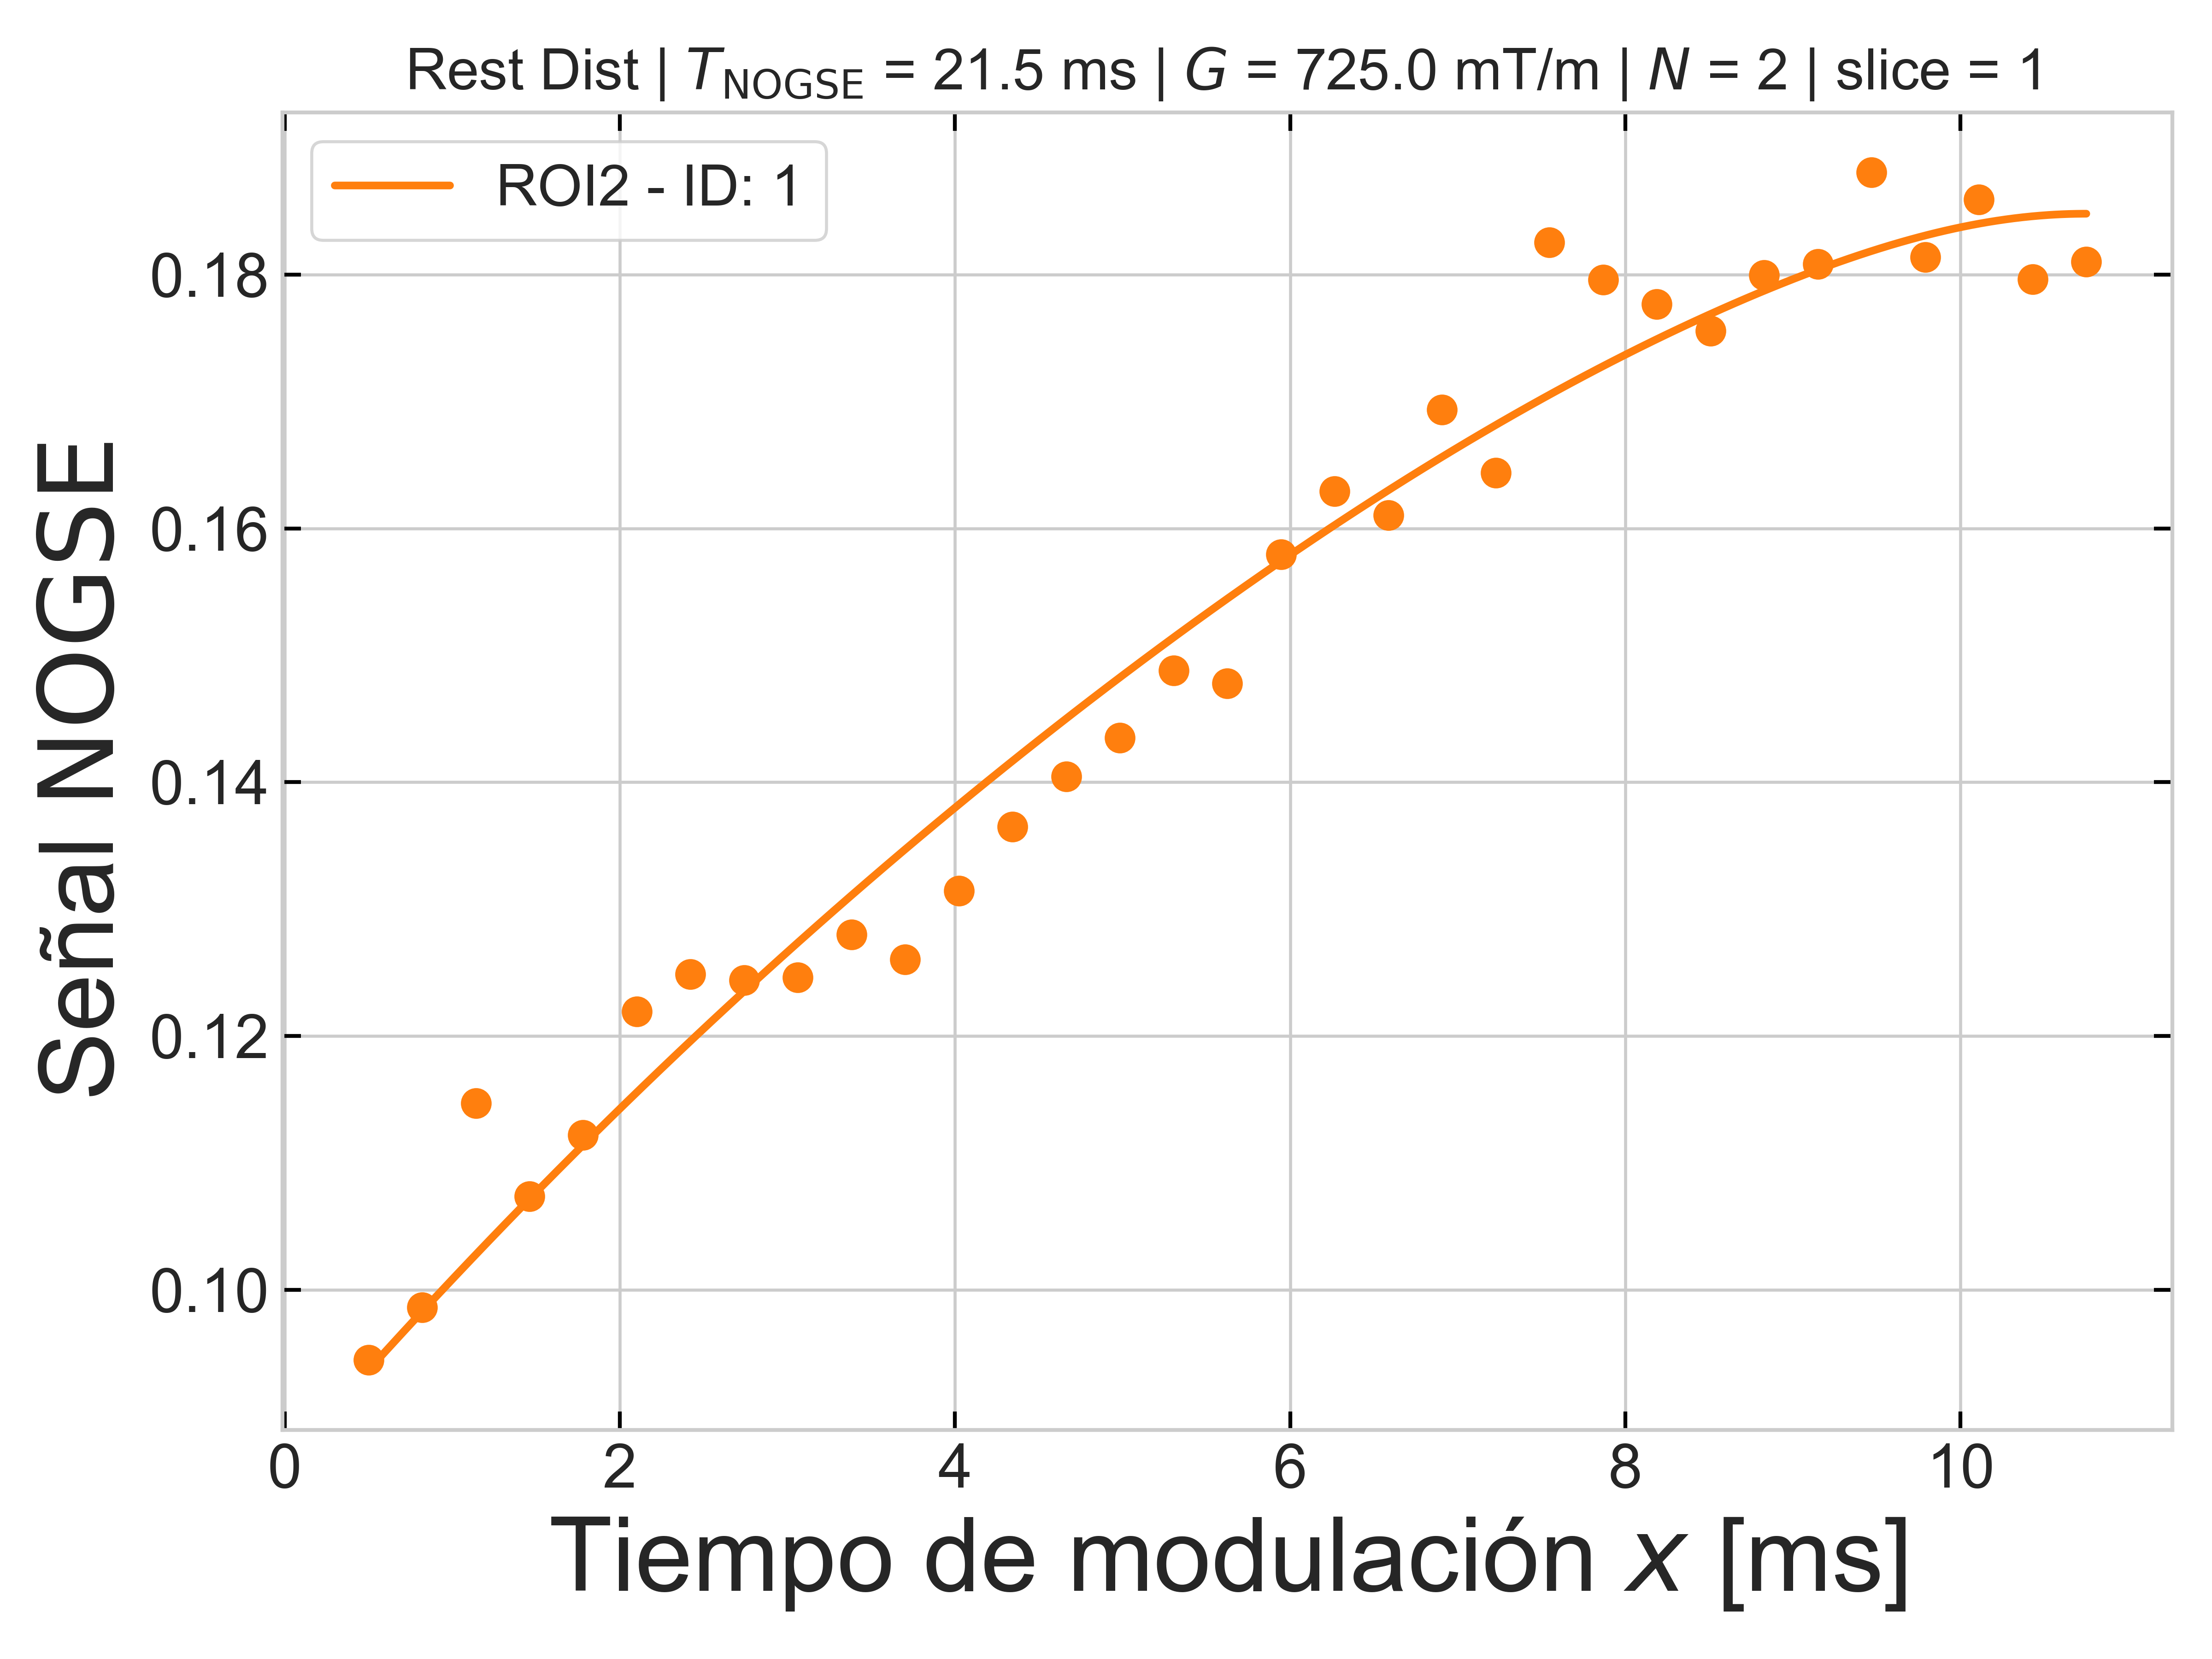 Rest Dist | T_NOGSE = 21.5 ms | G = 725.0 mT/m | N = 2 | slice = 1
ROI2 - ID: 1
Señal NOGSE
0.18
0.16
0.14
0.12
0.10
0 2 4 6 8 10
Tiempo de modulación x [ms]